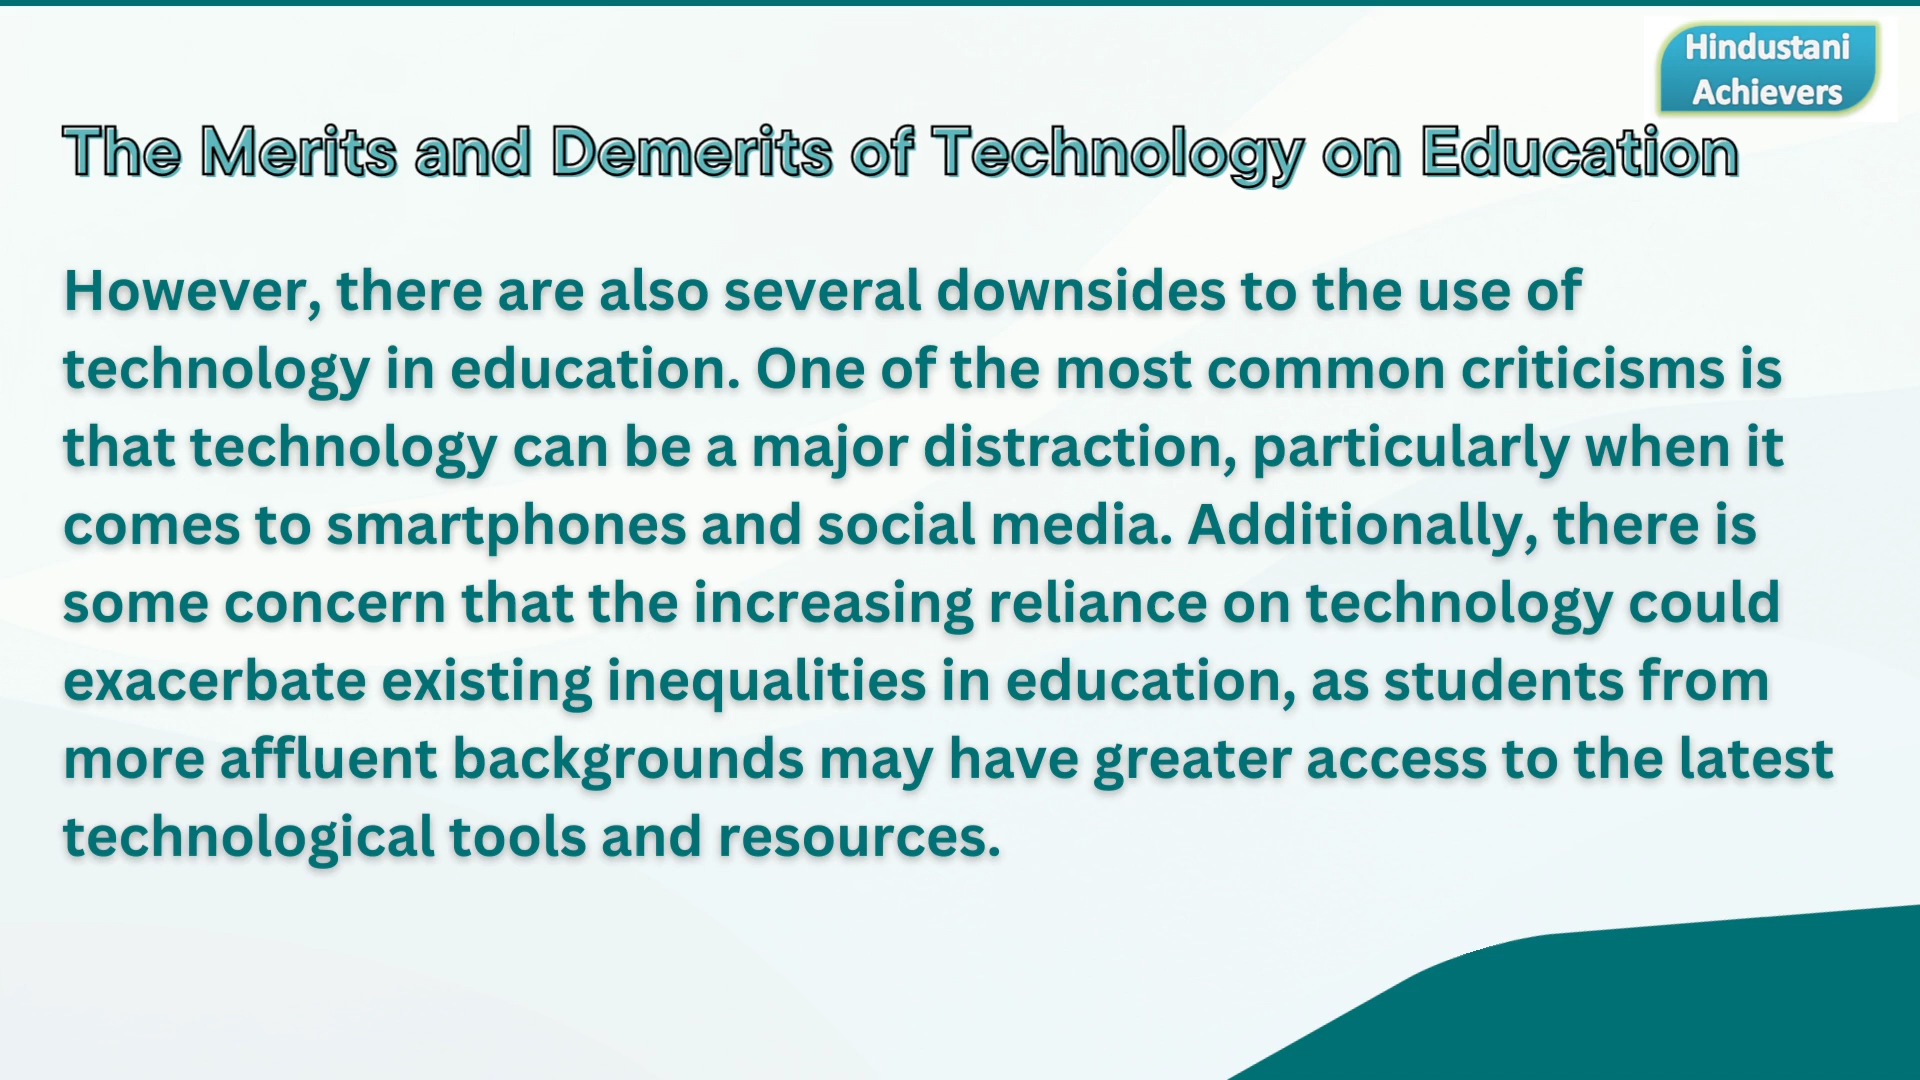 Hindustani
Achievers
The Merits and Demerits of Technology on Education
However, there are also several downsides to the use of
technology in education. One of the most common criticisms is
that technology can be a major distraction, particularly when it
comes to smartphones and social media. Additionally, there is
some concern that the increasing reliance on technology could
exacerbate existing inequalities in education, as students from
more affluent backgrounds may have greater access to the latest
technological tools and resources.